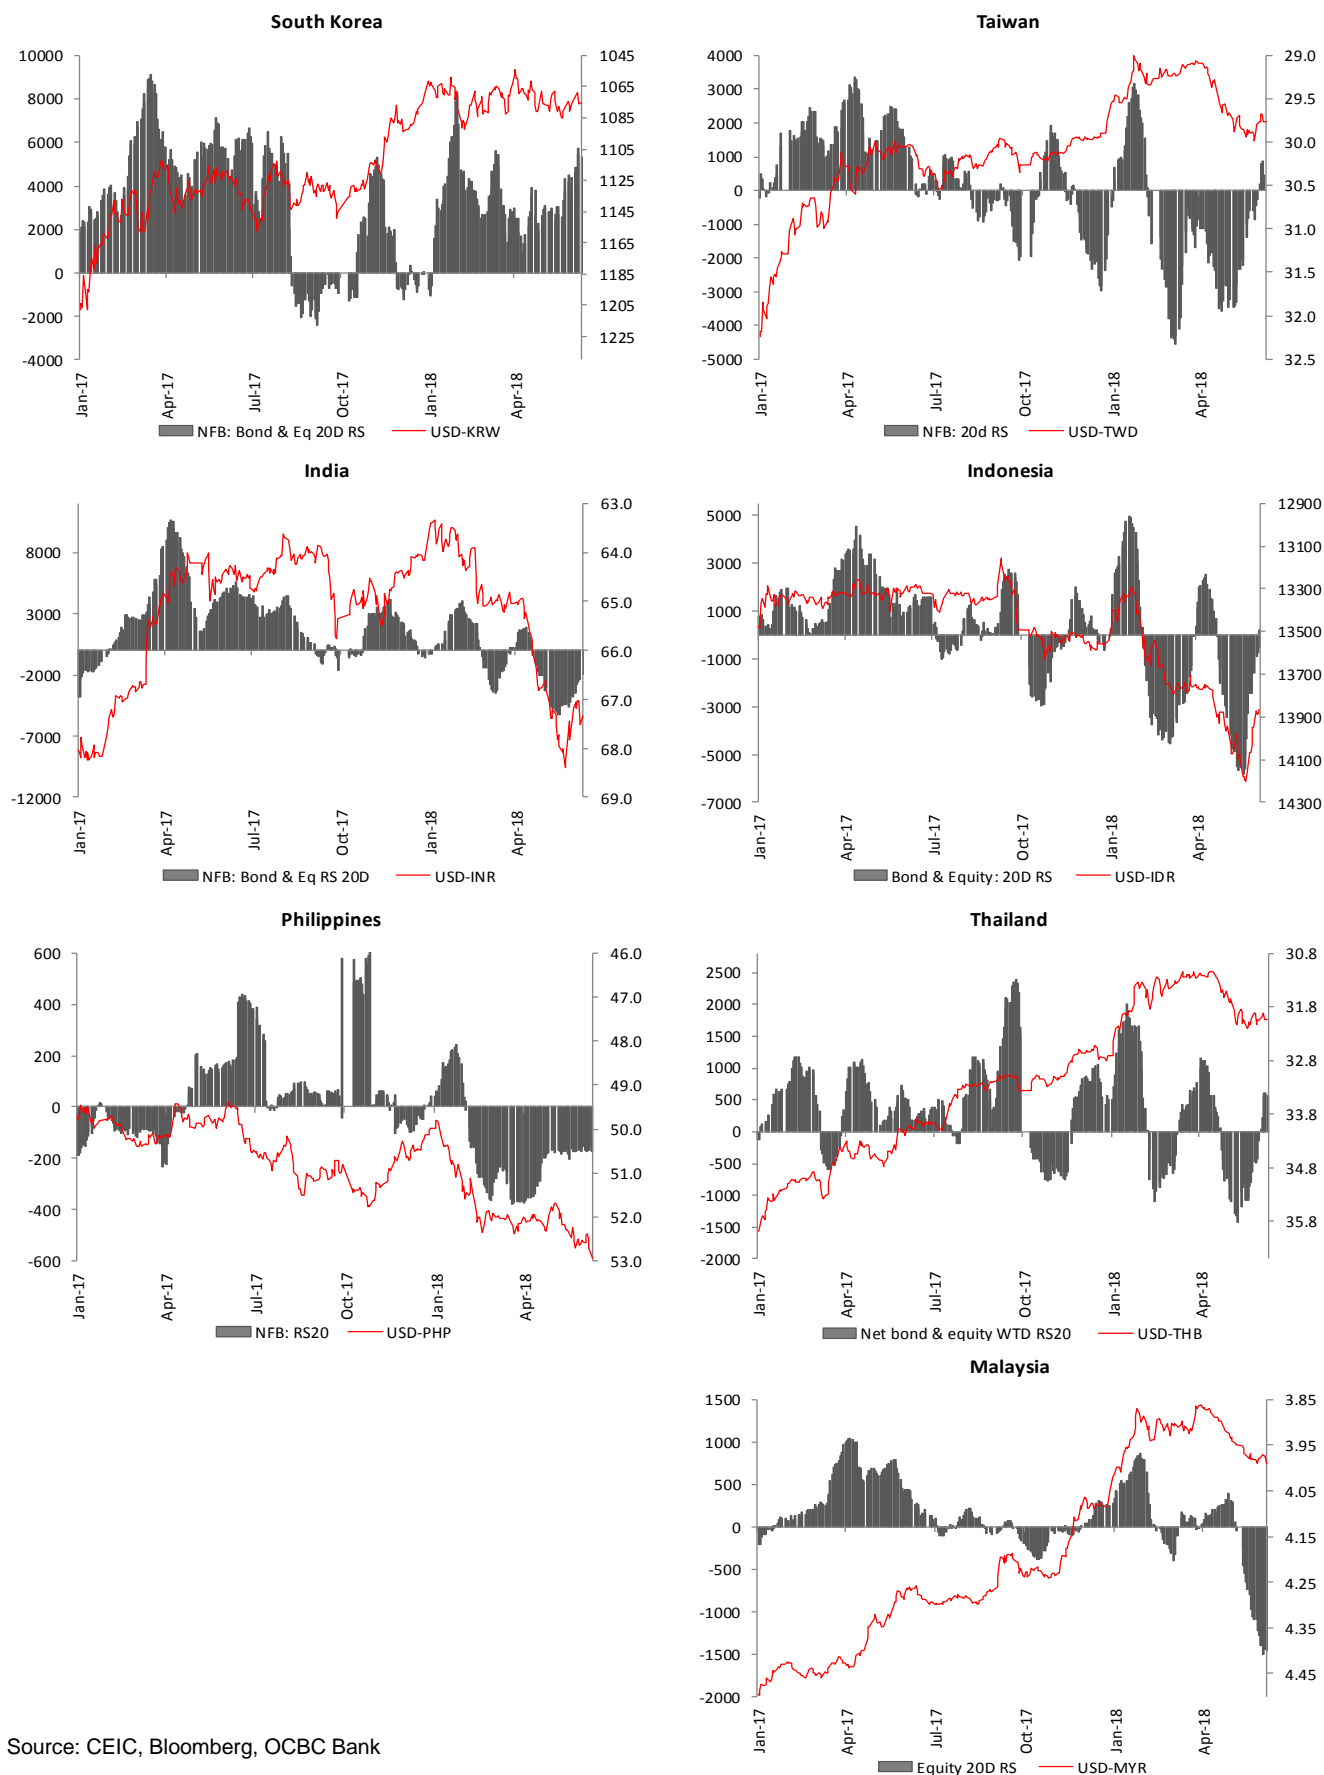 South Korea
10000
8000
6000
4000
2000
0
-2000
-4000
1045
1065
1085
1105
1125
1145
1165
1185
1205
1225
Jan-17
Apr-17
Jul-17
Oct-17
Jan-18
Apr-18
NFB: Bond & Eq 20D RS
USD-KRW
Taiwan
4000
3000
2000
1000
0
-1000
-2000
-3000
-4000
-5000
29.0
29.5
30.0
30.5
31.0
31.5
32.0
32.5
Jan-17
Apr-17
Jul-17
Oct-17
Jan-18
Apr-18
NFB: 20d RS
USD-TWD
India
8000
3000
-2000
-7000
-12000
63.0
64.0
65.0
66.0
67.0
68.0
69.0
Jan-17
Apr-17
Jul-17
Oct-17
Jan-18
Apr-18
NFB: Bond & Eq RS 20D
USD-INR
Indonesia
5000
3000
1000
-1000
-3000
-5000
-7000
12900
13100
13300
13500
13700
13900
14100
14300
Jan-17
Apr-17
Jul-17
Oct-17
Jan-18
Apr-18
Bond & Equity: 20D RS
USD-IDR
Philippines
600
400
200
0
-200
-400
-600
46.0
47.0
48.0
49.0
50.0
51.0
52.0
53.0
Jan-17
Apr-17
Jul-17
Oct-17
Jan-18
Apr-18
NFB: RS20
USD-PHP
Thailand
2500
2000
1500
1000
500
0
-500
-1000
-1500
-2000
30.8
31.8
32.8
33.8
34.8
35.8
Jan-17
Apr-17
Jul-17
Oct-17
Jan-18
Apr-18
Net bond & equity WTD RS20
USD-THB
Malaysia
1500
1000
500
0
-500
-1000
-1500
-2000
3.85
3.95
4.05
4.15
4.25
4.35
4.45
Jan-17
Apr-17
Jul-17
Oct-17
Jan-18
Apr-18
Equity 20D RS
USD-MYR
Source: CEIC, Bloomberg, OCBC Bank